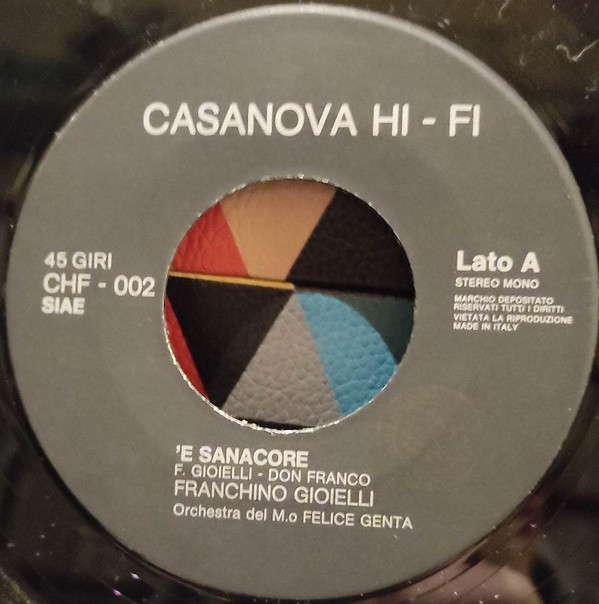 CASANOVA HI - FI
45 GIRI
CHF - 002
SIAE
Lato A
STEREO MONO
MARCHIO DEPOSITATO
RISERVATI TUTTI I DIRITTI
VIETATA LA RIPRODUZIONE
MADE IN ITALY
'E SANACORE
F. GIOIELLI - DON FRANCO
FRANCHINO GIOIELLI
Orchestra del M.o FELICE GENTA